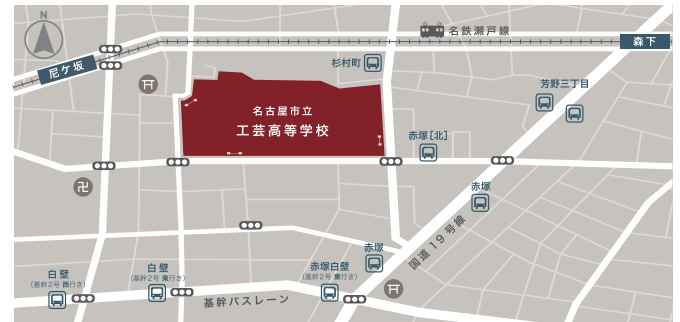 N
名鉄瀬戸線
森下
尼ケ坂
杉村町
芳野三丁目
名古屋市立
工芸高等学校
赤塚[北]
赤塚
国道19号線
赤塚
白壁
(基幹2号 西行き)
白壁
(基幹2号 東行き)
赤塚白壁
(基幹2号 東行き)
基幹バスレーン